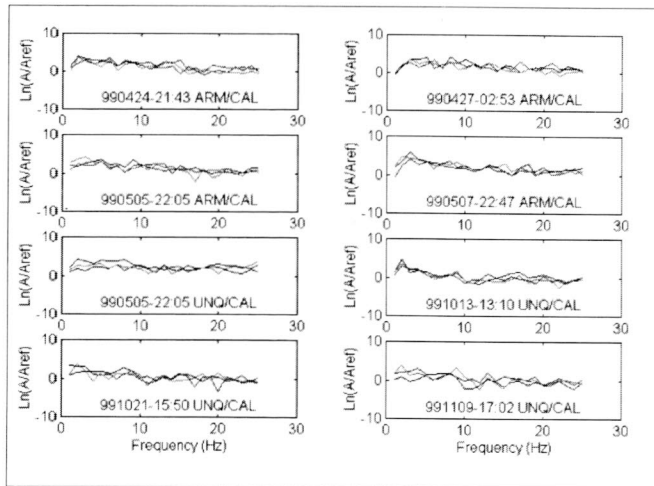 10
Ln(A/Aref)
0
-10
0 10 20 30
990424-21:43 ARM/CAL
10
Ln(A/Aref)
0
-10
0 10 20 30
990427-02:53 ARM/CAL
10
Ln(A/Aref)
0
-10
0 10 20 30
990505-22:05 ARM/CAL
10
Ln(A/Aref)
0
-10
0 10 20 30
990507-22:47 ARM/CAL
10
Ln(A/Aref)
0
-10
0 10 20 30
990505-22:05 UNQ/CAL
10
Ln(A/Aref)
0
-10
0 10 20 30
991013-13:10 UNQ/CAL
10
Ln(A/Aref)
0
-10
0 10 20 30
991021-15:50 UNQ/CAL
Frequency (Hz)
10
Ln(A/Aref)
0
-10
0 10 20 30
991109-17:02 UNQ/CAL
Frequency (Hz)